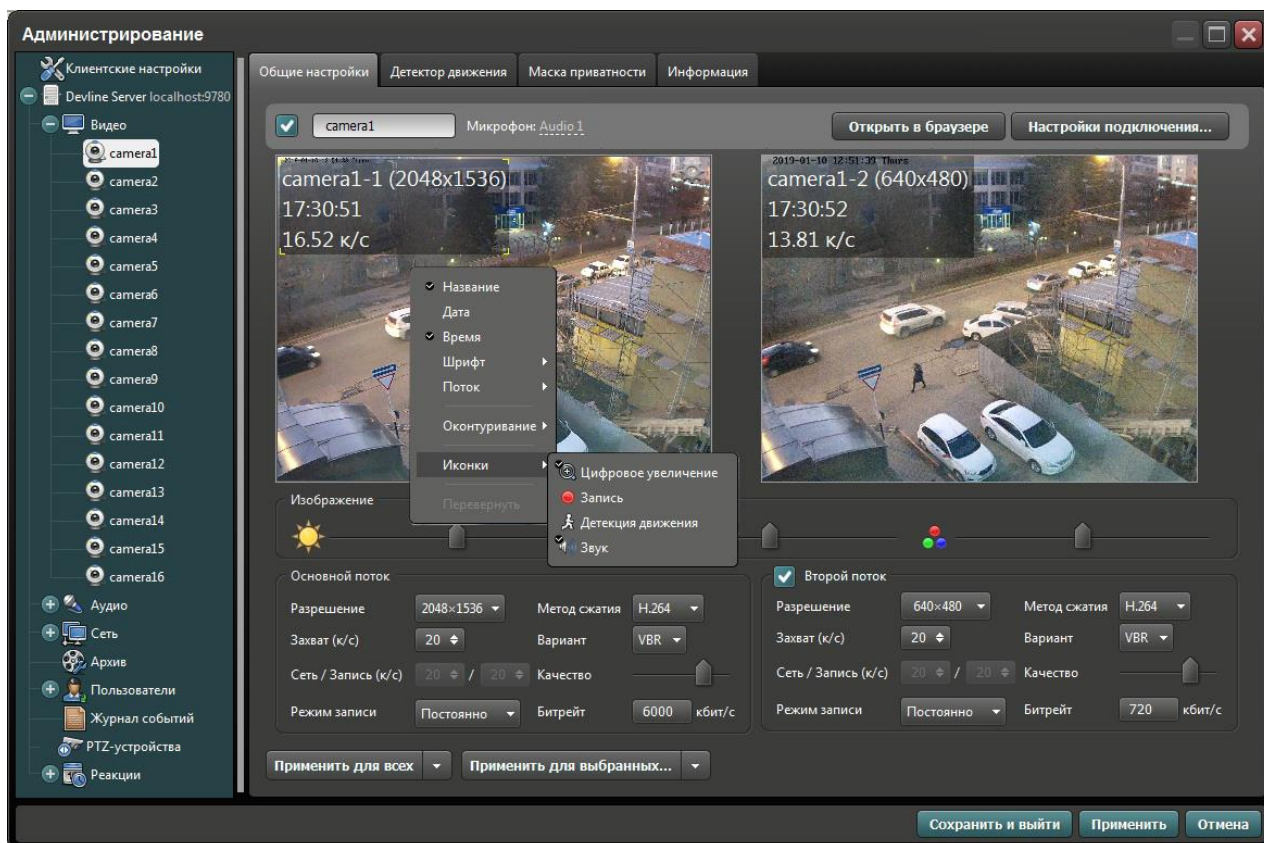 Администрирование
Клиентские настройки
Devline Server localhost:9780
Видео
camera1
camera2
camera3
camera4
camera5
camera6
camera7
camera8
camera9
camera10
camera11
camera12
camera13
camera14
camera15
camera16
Аудио
Сеть
Архив
Пользователи
Журнал событий
PTZ-устройства
Реакции
Общие настройки Детектор движения Маска приватности Информация
camera1 Микрофон: Audio 1 Открыть в браузере Настройки подключения...
camera1-1 (2048x1536)
17:30:51
16.52 к/с
2019-01-10 12:51:39 Thurs
camera1-2 (640x480)
17:30:52
13.81 к/с
Название
Дата
Время
Шрифт
Поток
Оконтуривание
Иконки
Перевернуть
Цифровое увеличение
Запись
Детекция движения
Звук
Изображение
Основной поток
Разрешение 2048×1536 Метод сжатия H.264
Захват (к/с) 20 Вариант VBR
Сеть / Запись (к/с) 20 / 20 Качество
Режим записи Постоянно Битрейт 6000 кбит/с
Второй поток
Разрешение 640×480 Метод сжатия H.264
Захват (к/с) 20 Вариант VBR
Сеть / Запись (к/с) 20 / 20 Качество
Режим записи Постоянно Битрейт 720 кбит/с
Применить для всех Применить для выбранных...
Сохранить и выйти Применить Отмена